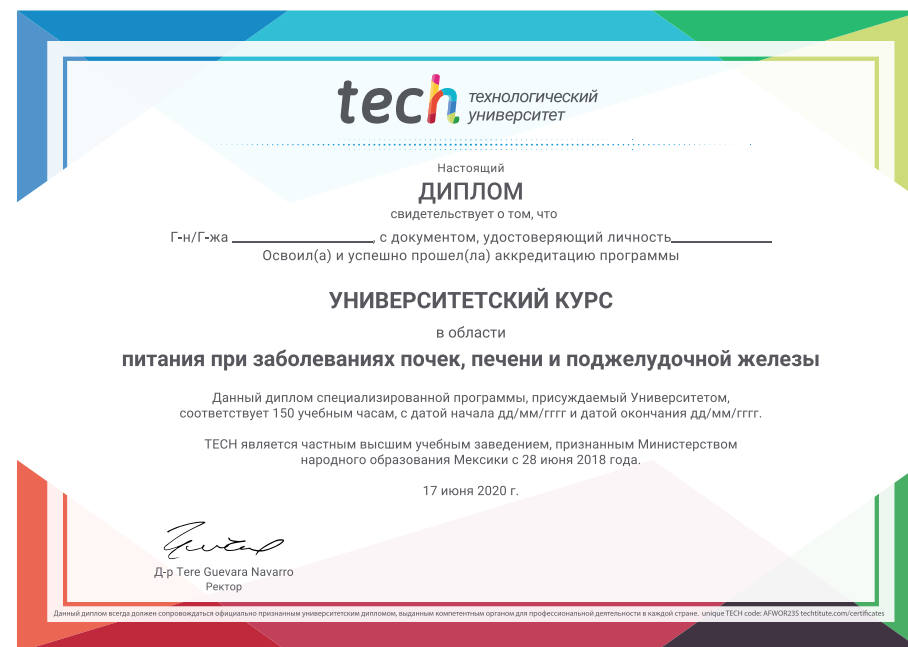 tech технологический
университет
Настоящий
ДИПЛОМ
свидетельствует о том, что
Г-н/Г-жа ____________________, с документом, удостоверяющий личность______________
Освоил(а) и успешно прошел(ла) аккредитацию программы
УНИВЕРСИТЕТСКИЙ КУРС
в области
питания при заболеваниях почек, печени и поджелудочной железы
Данный диплом специализированной программы, присуждаемый Университетом,
соответствует 150 учебным часам, с датой начала дд/мм/гггг и датой окончания дд/мм/гггг.
TECH является частным высшим учебным заведением, признанным Министерством
народного образования Мексики с 28 июня 2018 года.
17 июня 2020 г.
Д-р Tere Guevara Navarro
Ректор
Данный диплом всегда должен сопровождаться официально признанным университетским дипломом, выданным компетентным органом для профессиональной деятельности в каждой стране. unique TECH code: AFWOR23S techtitute.com/certificates